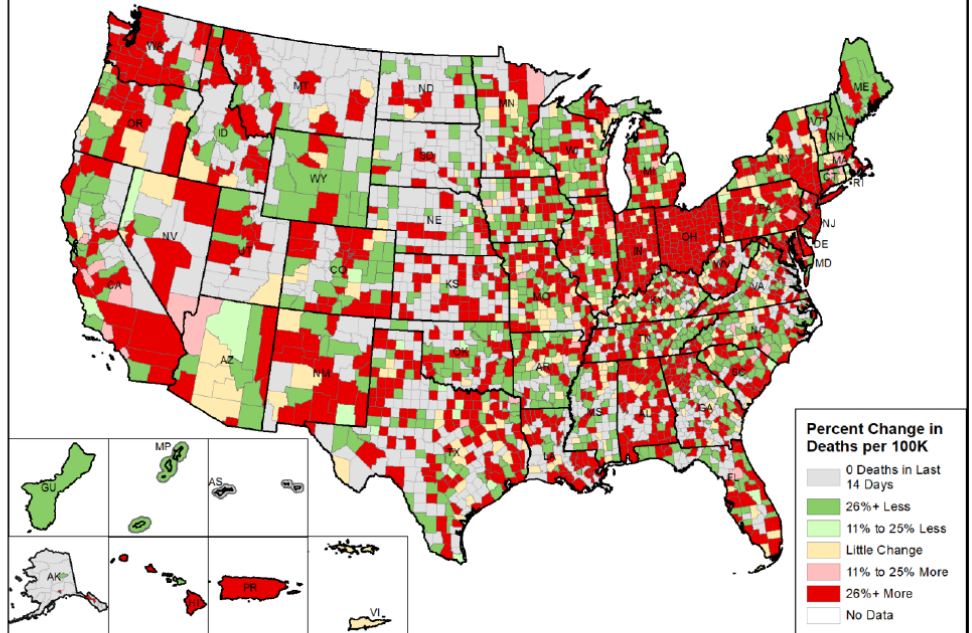 WA
MT
ND
MN
ME
OR
ID
SD
WI
MI
VT
NH
NY
MA
CT
RI
WY
IA
PA
NJ
NE
NV
UT
CO
IL
IN
OH
DE
MD
WV
VA
CA
KS
MO
KY
NC
TN
AZ
NM
OK
AR
SC
MS
AL
GA
TX
LA
FL
GU
MP
AS
AK
HI
PR
VI
Percent Change in
Deaths per 100K
0 Deaths in Last
14 Days
26%+ Less
11% to 25% Less
Little Change
11% to 25% More
26%+ More
No Data